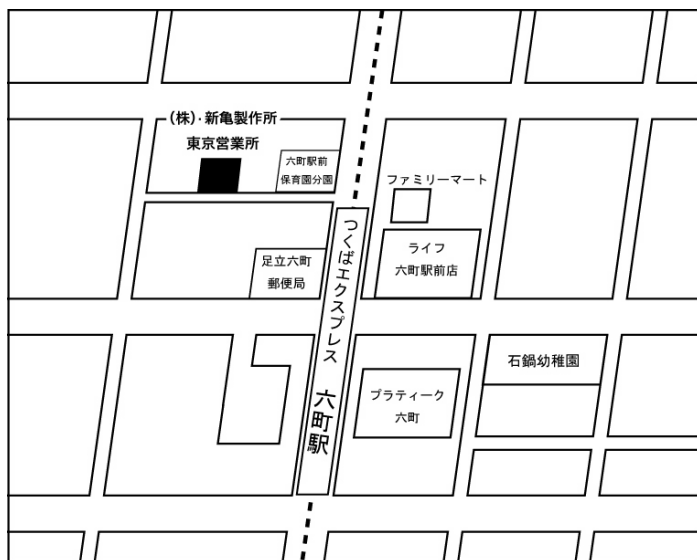 (株)・新亀製作所
東京営業所
六町駅前
保育園分園
ファミリーマート
つくばエクスプレス 六町駅
足立六町
郵便局
ライフ
六町駅前店
石鍋幼稚園
プラティーク
六町